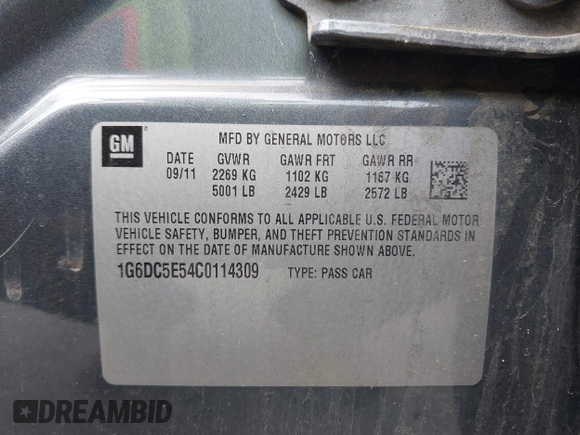 GM
MFD BY GENERAL MOTORS LLC
DATE GVWR GAWR FRT GAWR RR
09/11 2269 KG 1102 KG 1167 KG
5001 LB 2429 LB 2572 LB
THIS VEHICLE CONFORMS TO ALL APPLICABLE U.S. FEDERAL MOTOR
VEHICLE SAFETY, BUMPER, AND THEFT PREVENTION STANDARDS IN
EFFECT ON THE DATE OF MANUFACTURE SHOWN ABOVE.
1G6DC5E54C0114309 TYPE: PASS CAR
DREAMBID